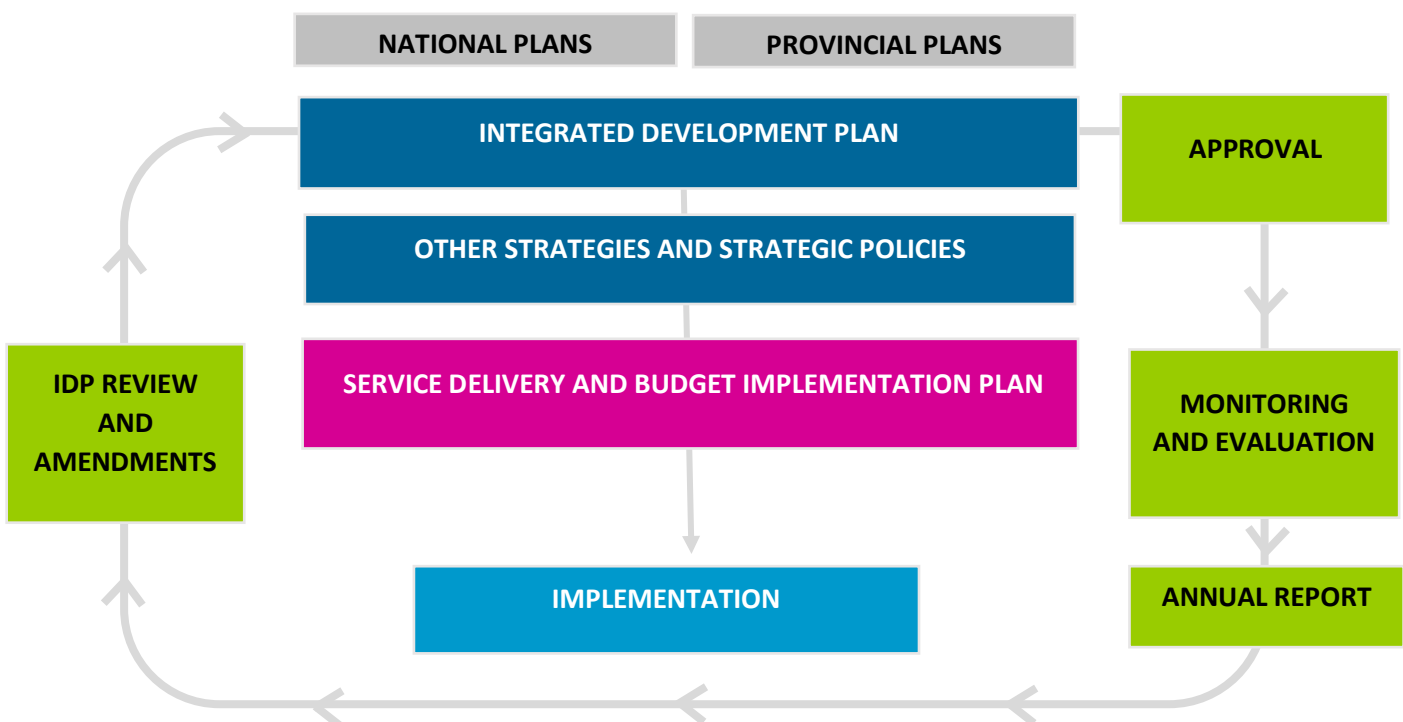 NATIONAL PLANS
PROVINCIAL PLANS
INTEGRATED DEVELOPMENT PLAN
APPROVAL
OTHER STRATEGIES AND STRATEGIC POLICIES
SERVICE DELIVERY AND BUDGET IMPLEMENTATION PLAN
IDP REVIEW
AND
AMENDMENTS
MONITORING
AND EVALUATION
IMPLEMENTATION
ANNUAL REPORT